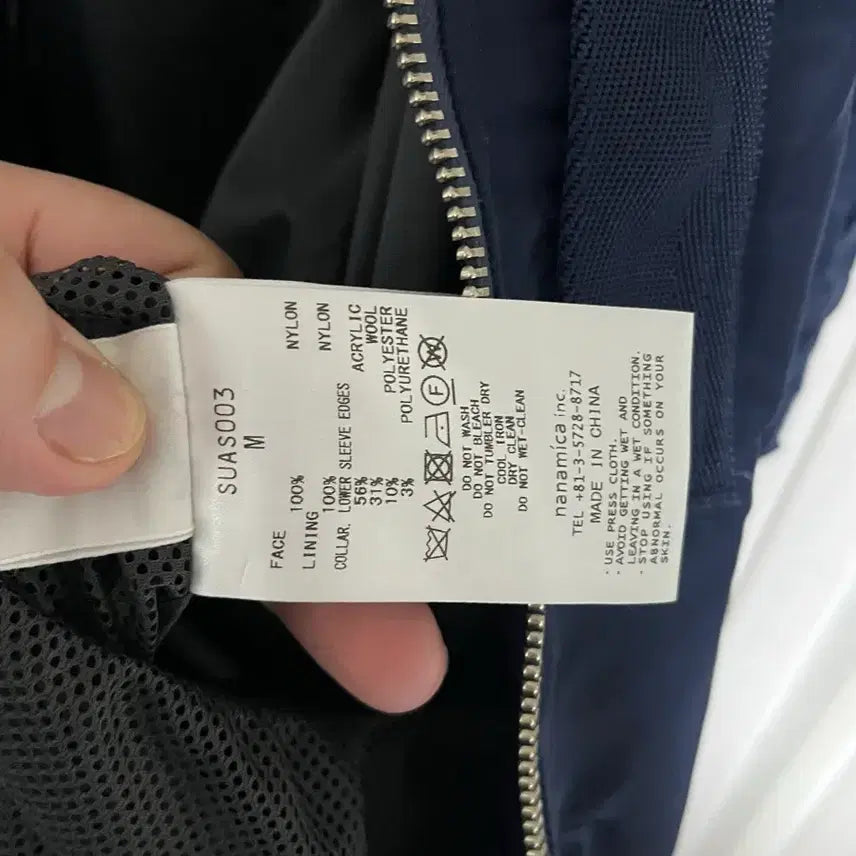 SUAS003
M
FACE 100% NYLON
LINING 100% NYLON
COLLAR, LOWER SLEEVE EDGES
56% ACRYLIC
31% WOOL
10% POLYESTER
3% POLYURETHANE
DO NOT WASH
DO NOT BLEACH
DO NOT TUMBLER DRY
COOL IRON
DRY CLEAN
DO NOT WET-CLEAN
nanamica inc.
TEL +81-3-5728-8717
MADE IN CHINA
· USE PRESS CLOTH.
· AVOID GETTING WET AND
LEAVING IN A WET CONDITION.
· STOP USING IF SOMETHING
ABNORMAL OCCURS ON YOUR
SKIN.